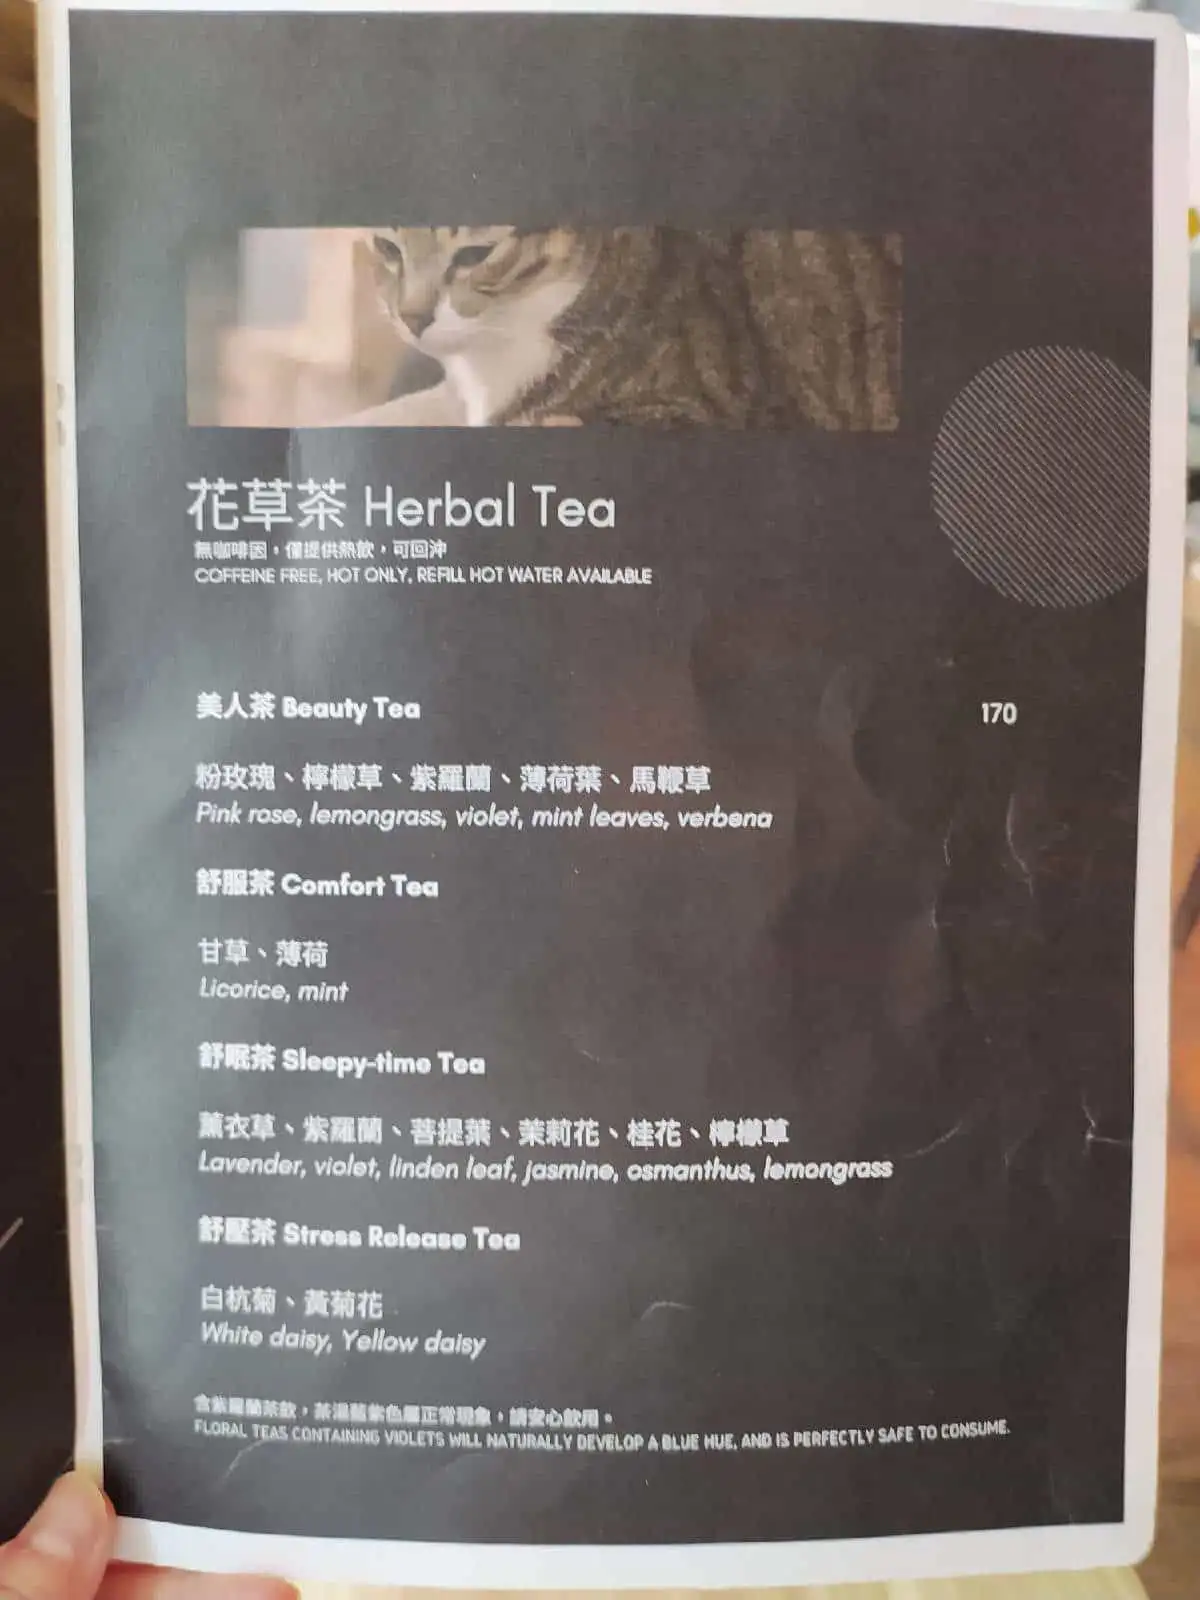 花草茶 Herbal Tea
無咖啡因，僅提供熱飲，可回沖
COFFEINE FREE, HOT ONLY, REFILL HOT WATER AVAILABLE
美人茶 Beauty Tea 170
粉玫瑰、檸檬草、紫羅蘭、薄荷葉、馬鞭草
Pink rose, lemongrass, violet, mint leaves, verbena
舒服茶 Comfort Tea
甘草、薄荷
Licorice, mint
舒眠茶 Sleepy-time Tea
薰衣草、紫羅蘭、菩提葉、茉莉花、桂花、檸檬草
Lavender, violet, linden leaf, jasmine, osmanthus, lemongrass
舒壓茶 Stress Release Tea
白杭菊、黃菊花
White daisy, Yellow daisy
含紫羅蘭茶飲，茶湯藍紫色屬正常現象，請安心飲用。
FLORAL TEAS CONTAINING VIOLETS WILL NATURALLY DEVELOP A BLUE HUE, AND IS PERFECTLY SAFE TO CONSUME.